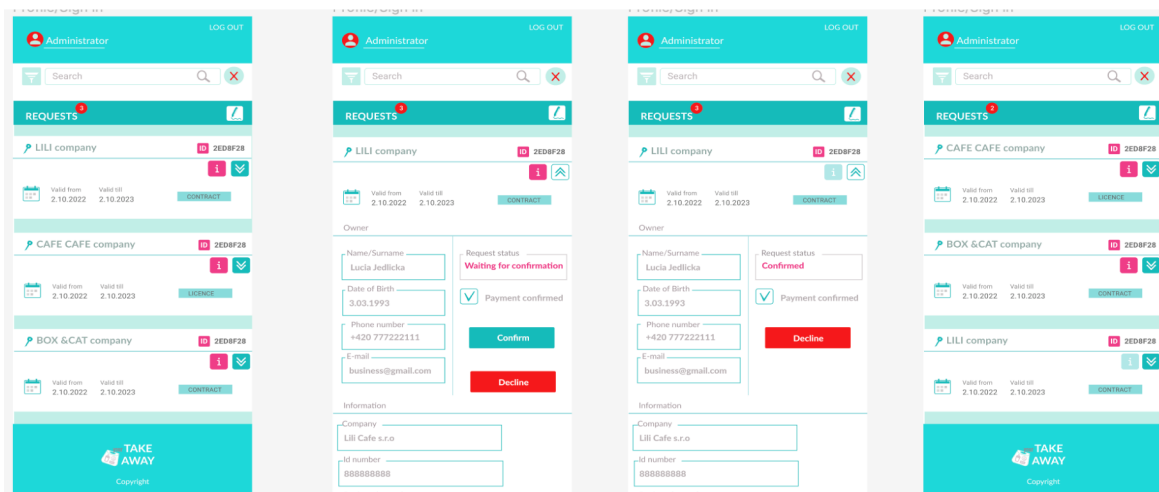 Profile/Sign in
LOG OUT
Administrator
Search
REQUESTS 3
LILI company
ID 2ED8F28
i
Valid from Valid till
2.10.2022 2.10.2023
CONTRACT
CAFE CAFE company
ID 2ED8F28
i
Valid from Valid till
2.10.2022 2.10.2023
LICENCE
BOX &CAT company
ID 2ED8F28
i
Valid from Valid till
2.10.2022 2.10.2023
CONTRACT
TAKE
AWAY
Copyright
Profile/Sign in
LOG OUT
Administrator
Search
REQUESTS 3
LILI company
ID 2ED8F28
i
Valid from Valid till
2.10.2022 2.10.2023
CONTRACT
Owner
Name/Surname
Lucia Jedlicka
Date of Birth
3.03.1993
Phone number
+420 777222111
E-mail
business@gmail.com
Request status
Waiting for confirmation
Payment confirmed
Confirm
Decline
Information
Company
Lili Cafe s.r.o
Id number
888888888
Profile/Sign in
LOG OUT
Administrator
Search
REQUESTS 3
LILI company
ID 2ED8F28
i
Valid from Valid till
2.10.2022 2.10.2023
CONTRACT
Owner
Name/Surname
Lucia Jedlicka
Date of Birth
3.03.1993
Phone number
+420 777222111
E-mail
business@gmail.com
Request status
Confirmed
Payment confirmed
Decline
Information
Company
Lili Cafe s.r.o
Id number
888888888
Profile/Sign in
LOG OUT
Administrator
Search
REQUESTS 2
CAFE CAFE company
ID 2ED8F28
i
Valid from Valid till
2.10.2022 2.10.2023
LICENCE
BOX &CAT company
ID 2ED8F28
i
Valid from Valid till
2.10.2022 2.10.2023
CONTRACT
LILI company
ID 2ED8F28
i
Valid from Valid till
2.10.2022 2.10.2023
CONTRACT
TAKE
AWAY
Copyright